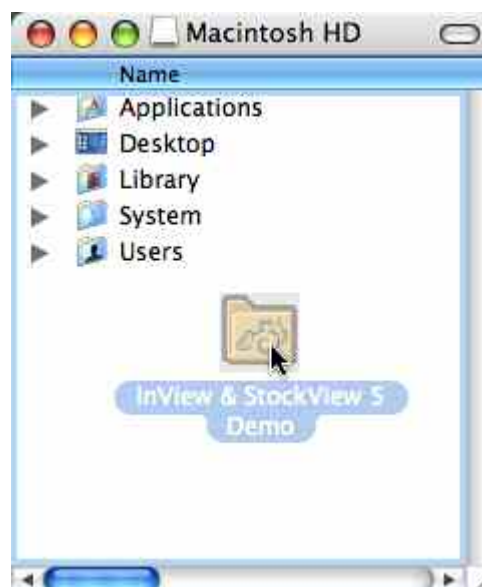 Macintosh HD
Name
Applications
Desktop
Library
System
Users
InView & StockView 5
Demo